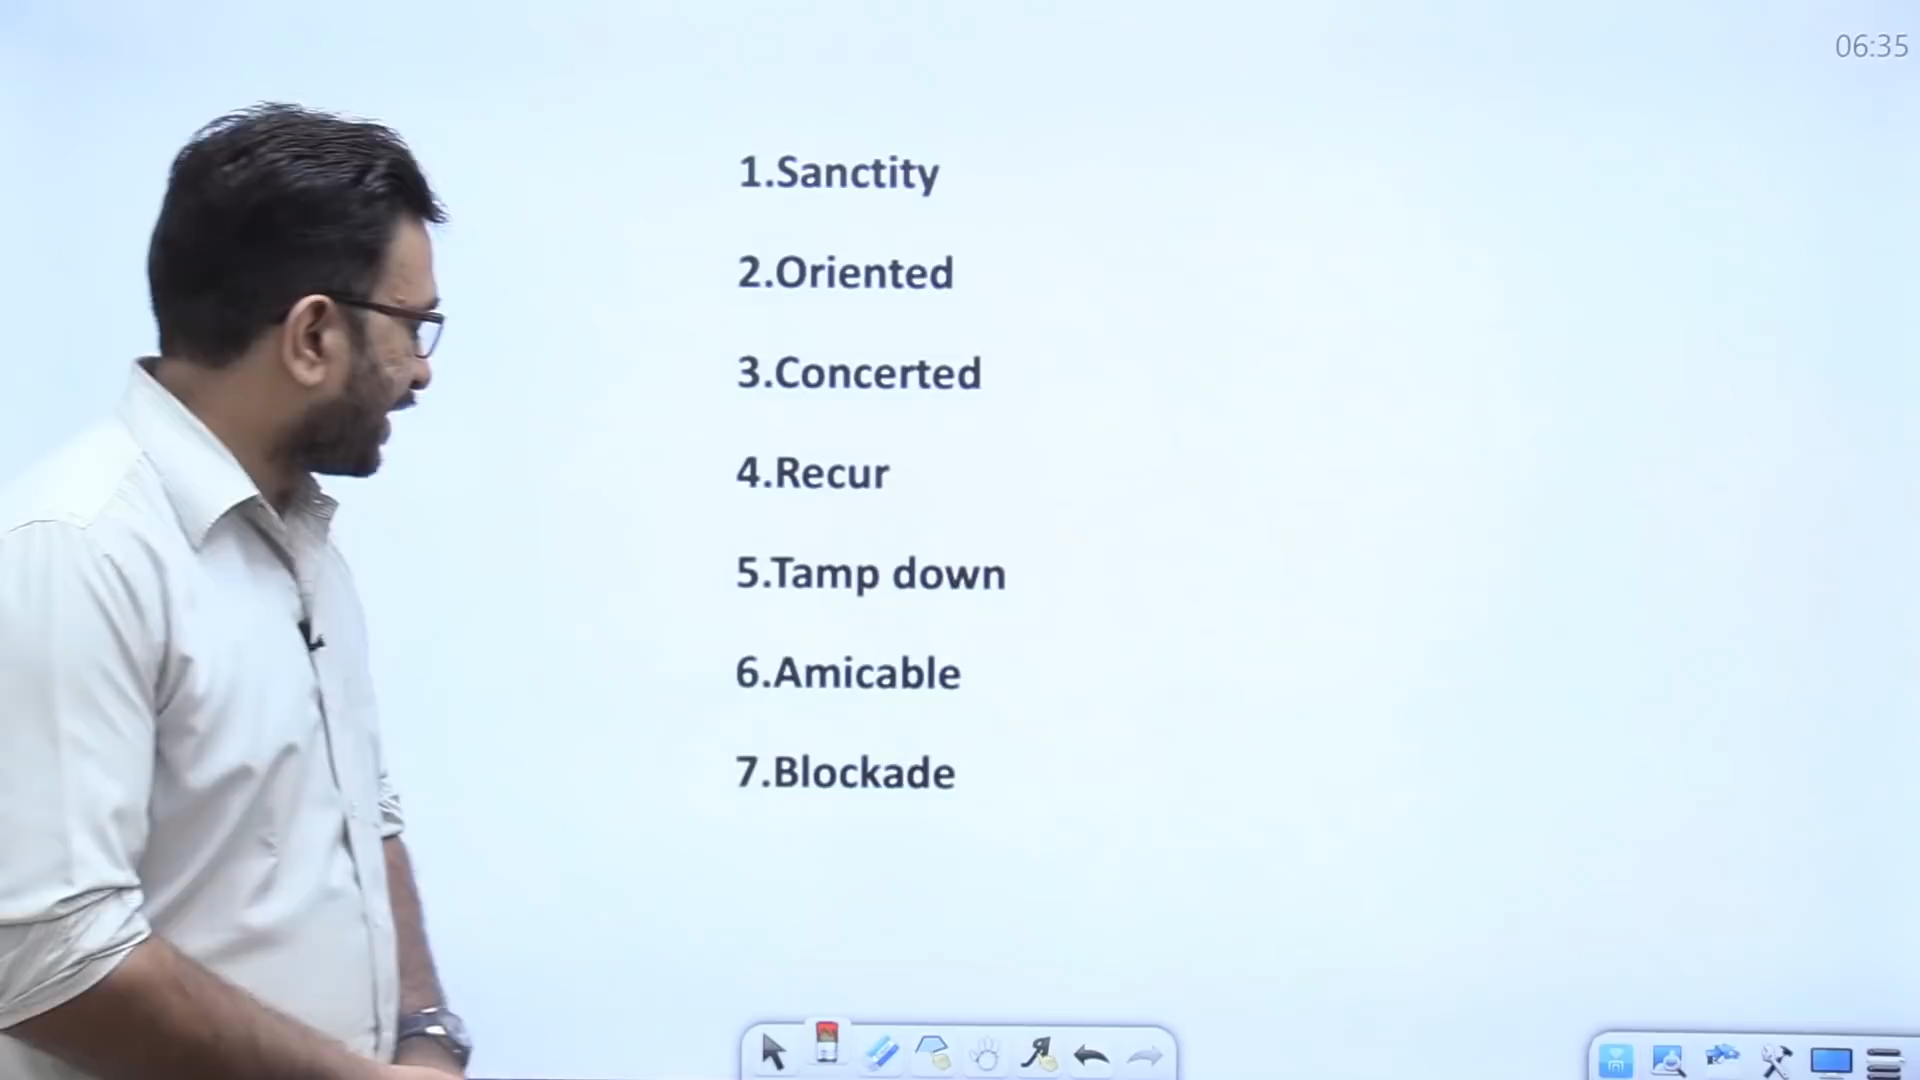 06:35
1.Sanctity
2.Oriented
3.Concerted
4.Recur
5.Tamp down
6.Amicable
7.Blockade